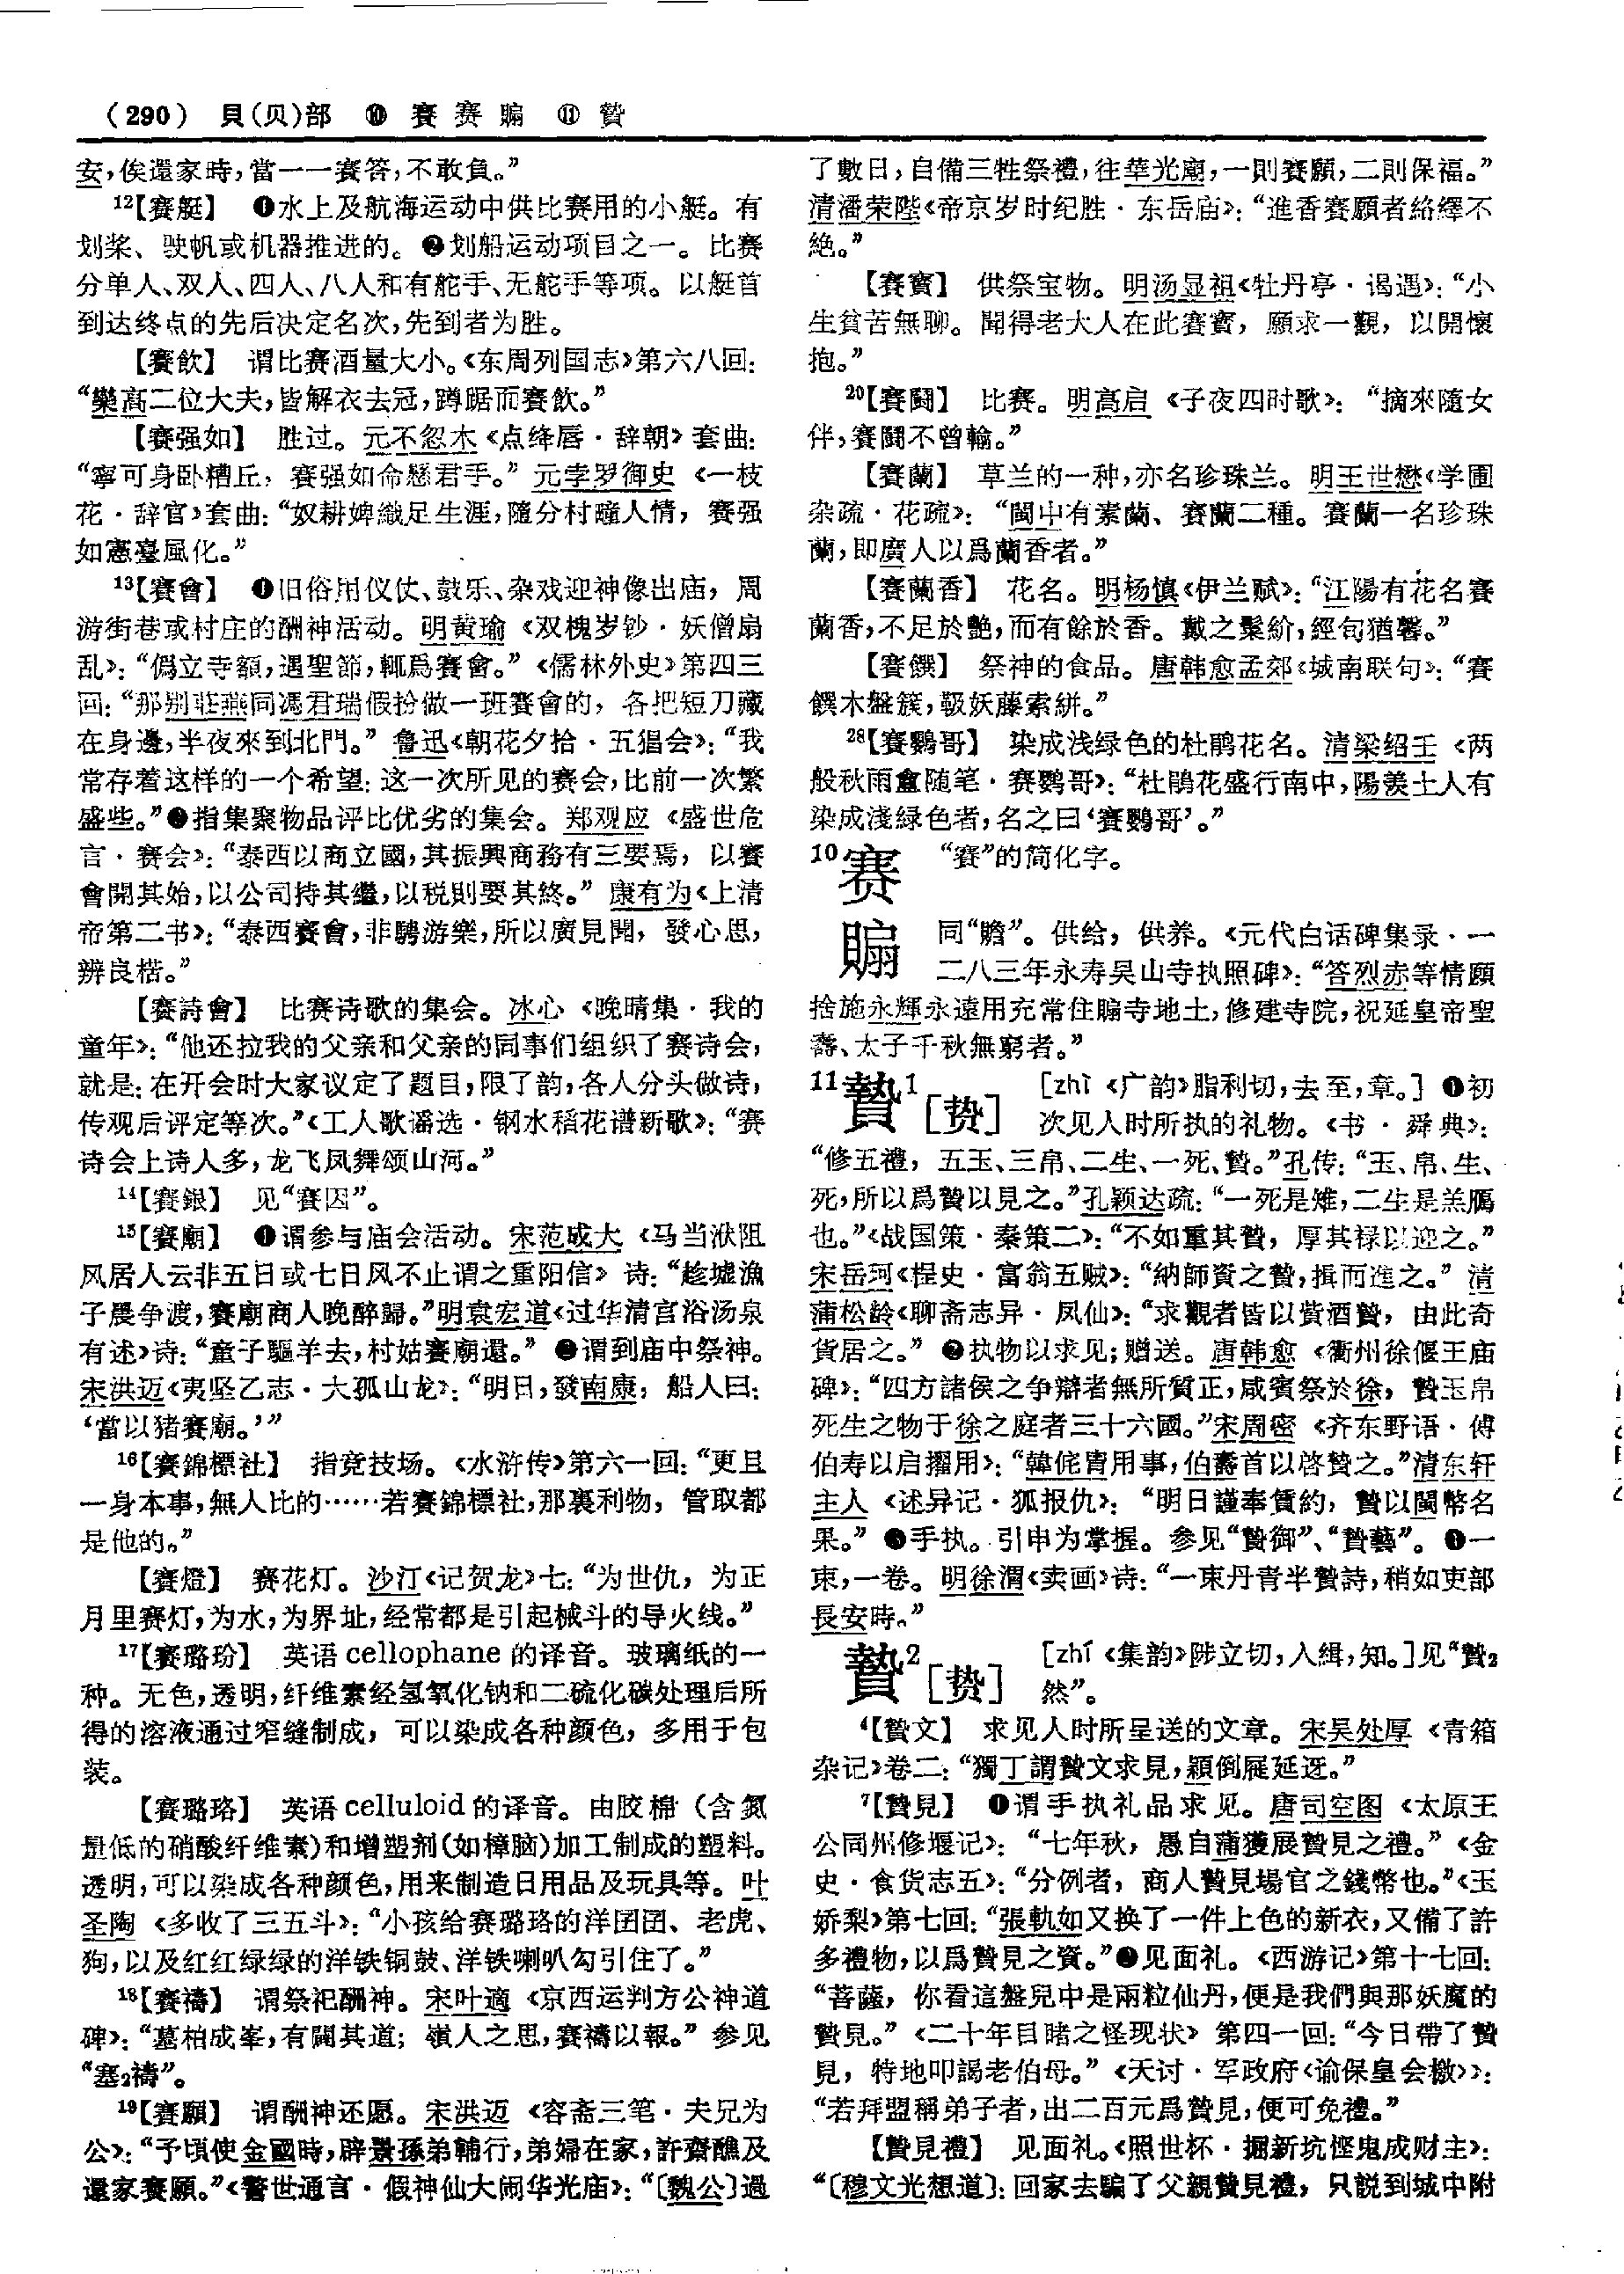 （290） 貝(贝)部 ⑩ 賽 赛 𧸘 ⑪ 贄
安，俟還家時，當一一賽答，不敢負。”
12【賽艇】 ❶水上及航海运动中供比赛用的小艇。有
划桨、驶帆或机器推进的。❷划船运动项目之一。比赛
分单人、双人、四人、八人和有舵手、无舵手等项。以艇首
到达终点的先后决定名次，先到者为胜。
【賽飲】 谓比赛酒量大小。《东周列国志》第六八回：
“欒高二位大夫，皆解衣去冠，蹲踞而賽飲。”
【賽强如】 胜过。元不忽木《点绛唇·辞朝》套曲：
“寧可身卧糟丘，賽强如命懸君手。”元孛罗御史《一枝
花·辞官》套曲：“奴耕婢織足生涯，隨分村疃人情，賽强
如憲臺風化。”
13【賽會】 ❶旧俗用仪仗、鼓乐、杂戏迎神像出庙，周
游街巷或村庄的酬神活动。明黄瑜《双槐岁钞·妖僧扇
乱》：“僞立寺額，遇聖節，輒爲賽會。”《儒林外史》第四三
回：“那别莊燕同馮君瑞假扮做一班賽會的，各把短刀藏
在身邊，半夜來到北門。”鲁迅《朝花夕拾·五猖会》：“我
常存着这样的一个希望：这一次所见的赛会，比前一次繁
盛些。”❷指集聚物品评比优劣的集会。郑观应《盛世危
言·赛会》：“泰西以商立國，其振興商務有三要焉，以賽
會開其始，以公司持其繼，以税則要其終。”康有为《上清
帝第二书》：“泰西賽會，非騁游樂，所以廣見聞，發心思，
辨良楛。”
【賽詩會】 比赛诗歌的集会。冰心《晚晴集·我的
童年》：“他还拉我的父亲和父亲的同事们组织了赛诗会，
就是：在开会时大家议定了题目，限了韵，各人分头做诗，
传观后评定等次。”《工人歌谣选·钢水稻花谱新歌》：“赛
诗会上诗人多，龙飞凤舞颂山河。”
14【賽銀】 见“賽因”。
15【賽廟】 ❶谓参与庙会活动。宋范成大《马当洑阻
风居人云非五日或七日风不止谓之重阳信》诗：“趁墟漁
子晨争渡，賽廟商人晚醉歸。”明袁宏道《过华清宫浴汤泉
有述》诗：“童子驅羊去，村姑賽廟還。”❷谓到庙中祭神。
宋洪迈《夷坚乙志·大孤山龙》：“明日，發南康，船人曰：
‘當以猪賽廟。’”
16【賽錦標社】 指竞技场。《水浒传》第六一回：“更且
一身本事，無人比的……若賽錦標社，那裏利物，管取都
是他的。”
【賽燈】 赛花灯。沙汀《记贺龙》七：“为世仇，为正
月里赛灯，为水，为界址，经常都是引起械斗的导火线。”
17【賽璐玢】 英语 cellophane 的译音。玻璃纸的一
种。无色，透明，纤维素经氢氧化钠和二硫化碳处理后所
得的溶液通过窄缝制成，可以染成各种颜色，多用于包
装。
【賽璐珞】 英语 celluloid 的译音。由胶棉（含氮
量低的硝酸纤维素）和增塑剂（如樟脑）加工制成的塑料。
透明，可以染成各种颜色，用来制造日用品及玩具等。叶
圣陶《多收了三五斗》：“小孩给赛璐珞的洋囝囝、老虎、
狗，以及红红绿绿的洋铁铜鼓、洋铁喇叭勾引住了。”
18【賽禱】 谓祭祀酬神。宋叶適《京西运判方公神道
碑》：“墓柏成峯，有闢其道；嶺人之思，賽禱以報。”参见
“塞2禱”。
19【賽願】 谓酬神还愿。宋洪迈《容斋三笔·夫兄为
公》：“予頃使金國時，辟景孫弟輔行，弟婦在家，許齋醮及
還家賽願。”《警世通言·假神仙大闹华光庙》：“〔魏公〕過
了數日，自備三牲祭禮，往華光廟，一則賽願，二則保福。”
清潘荣陛《帝京岁时纪胜·东岳庙》：“進香賽願者絡繹不
絶。”
【賽寶】 供祭宝物。明汤显祖《牡丹亭·谒遇》：“小
生貧苦無聊。聞得老大人在此賽寳，願求一觀，以開懷
抱。”
20【賽鬭】 比赛。明高启《子夜四时歌》：“摘來隨女
伴，賽鬭不曾輸。”
【賽蘭】 草兰的一种，亦名珍珠兰。明王世懋《学圃
杂疏·花疏》：“閩中有素蘭、賽蘭二種。賽蘭一名珍珠
蘭，即廣人以爲蘭香者。”
【賽蘭香】 花名。明杨慎《伊兰赋》：“江陽有花名賽
蘭香，不足於艷，而有餘於香。戴之髮紒，經旬猶馨。”
【賽饌】 祭神的食品。唐韩愈孟郊《城南联句》：“賽
饌木盤簇，靸妖藤索絣。”
28【賽鸚哥】 染成浅绿色的杜鹃花名。清梁绍壬《两
般秋雨盦随笔·赛鹦哥》：“杜鵑花盛行南中，陽羨土人有
染成淺緑色者，名之曰‘賽鸚哥’。”
10赛 “賽”的简化字。
𧸘 同“贍”。供给，供养。《元代白话碑集录·一
二八三年永寿吴山寺执照碑》：“答烈赤等情願
捨施永輝永遠用充常住𧸘寺地土，修建寺院，祝延皇帝聖
壽、太子千秋無窮者。”
11贄1［贽］ ［zhì《广韵》脂利切，去至，章。］❶初
次见人时所执的礼物。《书·舜典》：
“修五禮，五玉、三帛、二生、一死、贄。”孔传：“玉、帛、生、
死，所以爲贄以見之。”孔颖达疏：“一死是雉，二生是羔鴈
也。”《战国策·秦策二》：“不如重其贄，厚其禄以迎之。”
宋岳珂《桯史·富翁五贼》：“納師資之贄，揖而進之。”清
蒲松龄《聊斋志异·凤仙》：“求觀者皆以貲酒贄，由此奇
貨居之。”❷执物以求见；赠送。唐韩愈《衢州徐偃王庙
碑》：“四方諸侯之争辯者無所質正，咸賓祭於徐，贄玉帛
死生之物于徐之庭者三十六國。”宋周密《齐东野语·傅
伯寿以启擢用》：“韓侂胄用事，伯壽首以啓贄之。”清东轩
主人《述异记·狐报仇》：“明日謹奉賃約，贄以閩幣名
果。”❸手执。引申为掌握。参见“贄御”、“贄藝”。❹一
束，一卷。明徐渭《卖画》诗：“一束丹青半贄詩，稍如吏部
長安時。”
贄2［贽］ ［zhí《集韵》陟立切，入缉，知。］见“贄2
然”。
4【贄文】 求见人时所呈送的文章。宋吴处厚《青箱
杂记》卷二：“獨丁謂贄文求見，潁倒屣延迓。”
7【贄見】 ❶谓手执礼品求见。唐司空图《太原王
公同州修堰记》：“七年秋，愚自蒲獲展贄見之禮。”《金
史·食货志五》：“分例者，商人贄見場官之錢幣也。”《玉
娇梨》第七回：“張軌如又换了一件上色的新衣，又備了許
多禮物，以爲贄見之資。”❷见面礼。《西游记》第十七回：
“菩薩，你看這盤兒中是兩粒仙丹，便是我們與那妖魔的
贄見。”《二十年目睹之怪现状》第四一回：“今日帶了贄
見，特地叩謁老伯母。”《天讨·军政府〈谕保皇会檄〉》：
“若拜盟稱弟子者，出二百元爲贄見，便可免禮。”
【贄見禮】 见面礼。《照世杯·掘新坑悭鬼成财主》：
“〔穆文光想道〕：回家去騙了父親贄見禮，只説到城中附